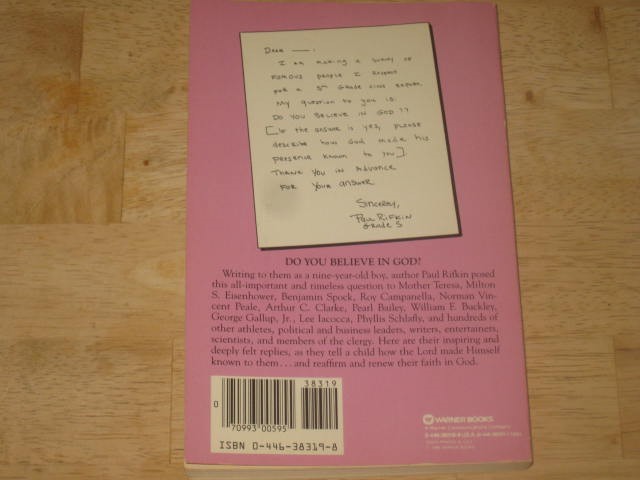 Dear ——:
I am making a survey of
famous people I respect
for a 5th Grade civic report.
My question to you is:
Do you believe in God??
[If the answer is yes, please
describe how God made his
presence known to you]
Thank you in advance
for your answer
Sincerely,
Paul Rifkin
Grade 5
DO YOU BELIEVE IN GOD?
Writing to them as a nine-year-old boy, author Paul Rifkin posed
this all-important and timeless question to Mother Teresa, Milton
S. Eisenhower, Benjamin Spock, Roy Campanella, Norman Vin-
cent Peale, Arthur C. Clarke, Pearl Bailey, William F. Buckley,
George Gallup, Jr., Lee Iacocca, Phyllis Schlafly, and hundreds of
other athletes, political and business leaders, writers, entertainers,
scientists, and members of the clergy. Here are their inspiring and
deeply felt replies, as they tell a child how the Lord made Himself
known to them . . . and reaffirm and renew their faith in God.
38319
0
70993 00595
ISBN 0-446-38319-8
WARNER BOOKS
A Warner Communications Company